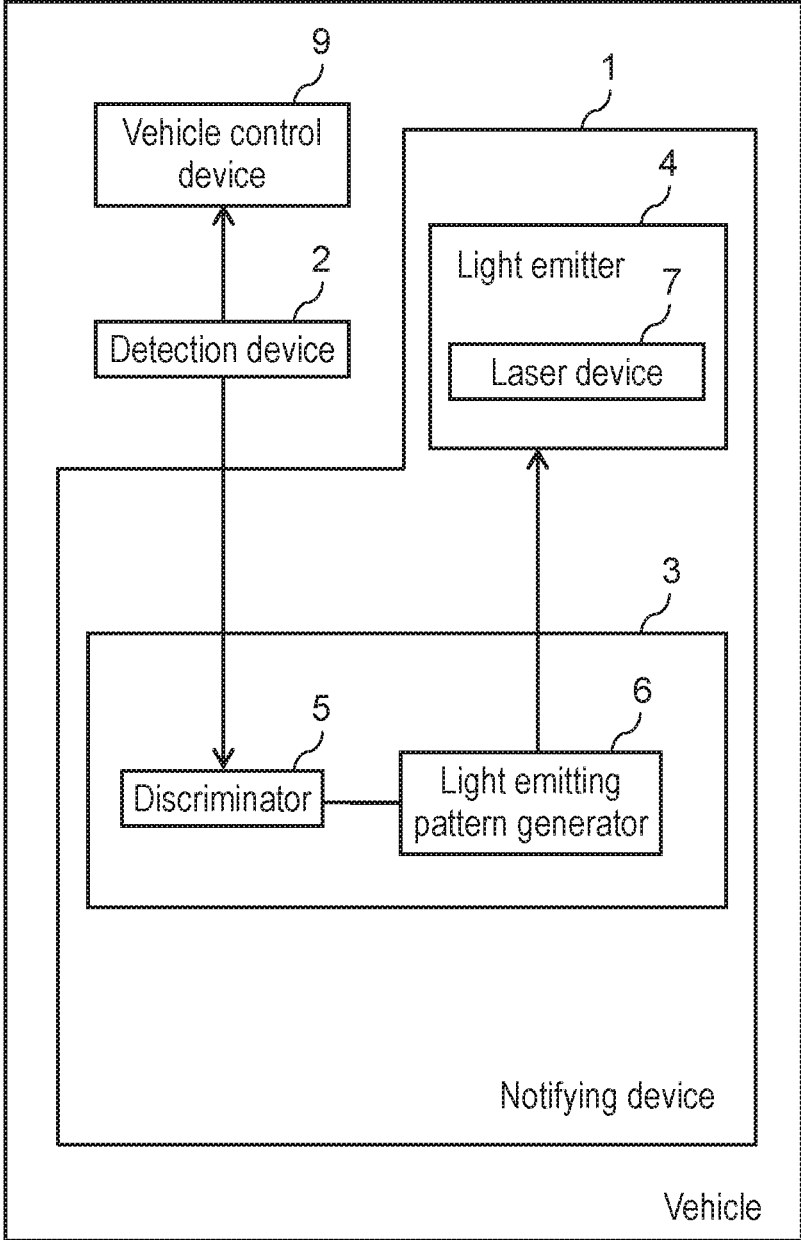 9
Vehicle control
device
1
4
Light emitter
2
7
Detection device
Laser device
3
5
6
Discriminator
Light emitting
pattern generator
Notifying device
Vehicle